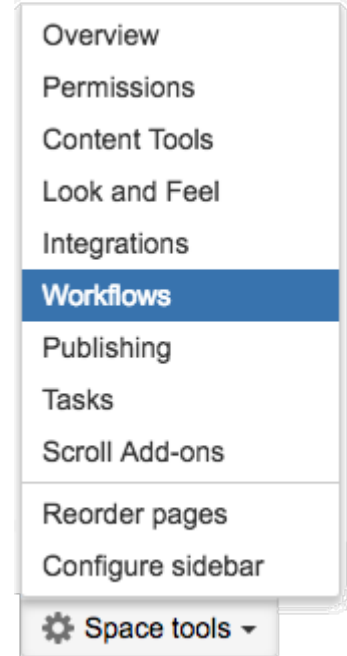 Overview
Permissions
Content Tools
Look and Feel
Integrations
Workflows
Publishing
Tasks
Scroll Add-ons
Reorder pages
Configure sidebar
Space tools